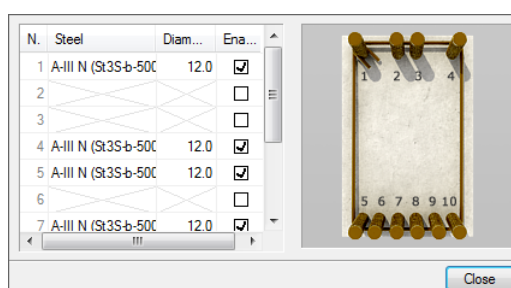 N. Steel Diam... Ena...
1 A-III N (St3S-b-500 12.0
2
3
4 A-III N (St3S-b-500 12.0
5 A-III N (St3S-b-500 12.0
6
7 A-III N (St3S-b-500 12.0
1 2 3 4
5 6 7 8 9 10
Close